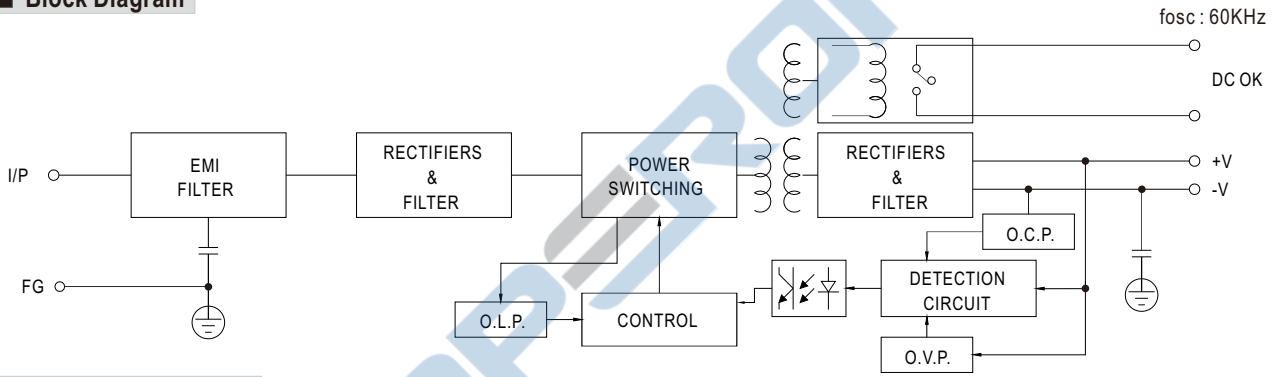 ■ Block Diagram
fosc : 60KHz
DC OK
I/P
EMI
FILTER
RECTIFIERS
&
FILTER
POWER
SWITCHING
RECTIFIERS
&
FILTER
+V
-V
O.C.P.
FG
DETECTION
CIRCUIT
O.L.P.
CONTROL
O.V.P.